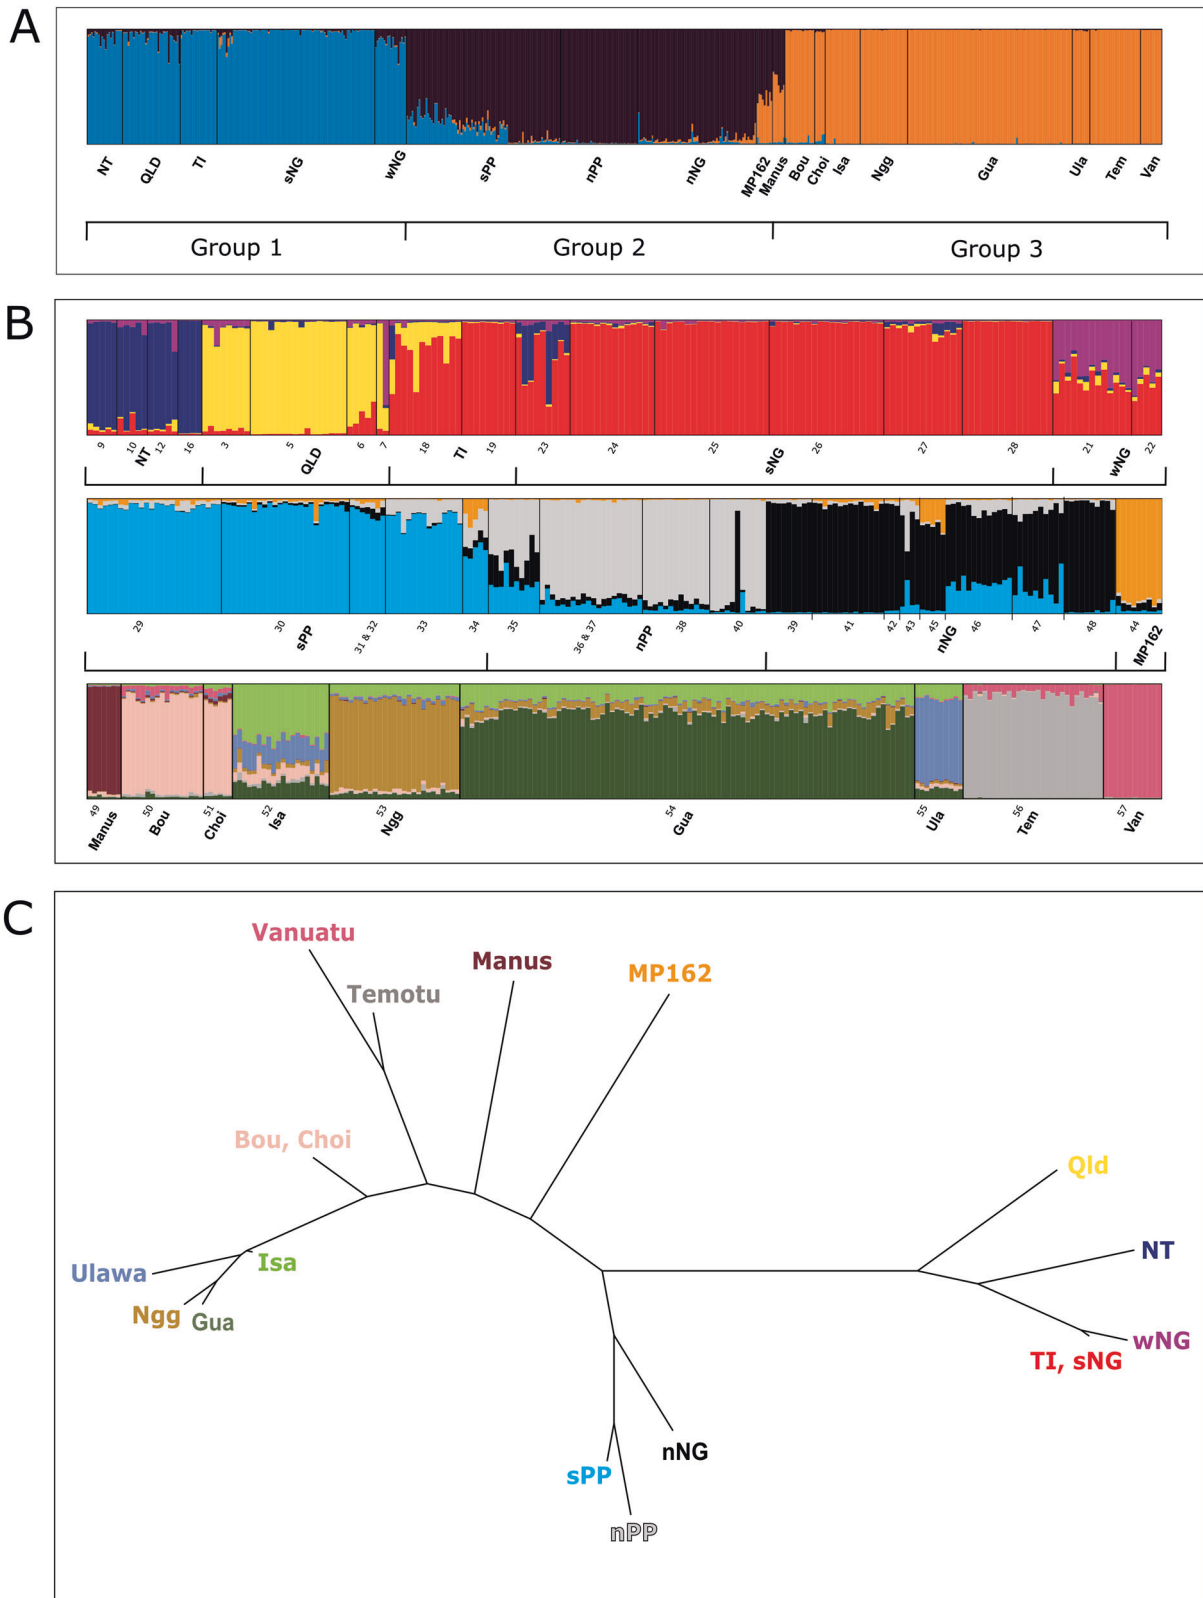 A
NT QLD TI sNG wNG sPP nPP nNG MP162 Manus Bou Choi Isa Ngg Gua Ula Tem Van
Group 1 Group 2 Group 3
B
9 10 12 16 3 5 6 7 18 19 23 24 25 26 27 28 21 22
NT QLD TI sNG wNG
29 30 31 & 32 33 34 35 36 & 37 38 40 39 41 42 43 45 46 47 48 44
sPP nPP nNG MP162
49 50 51 52 53 54 55 56 57
Manus Bou Choi Isa Ngg Gua Ula Tem Van
C
Vanuatu
Manus
MP162
Temotu
Bou, Choi
Qld
NT
Isa
Ulawa
Ngg
Gua
wNG
TI, sNG
nNG
sPP
nPP